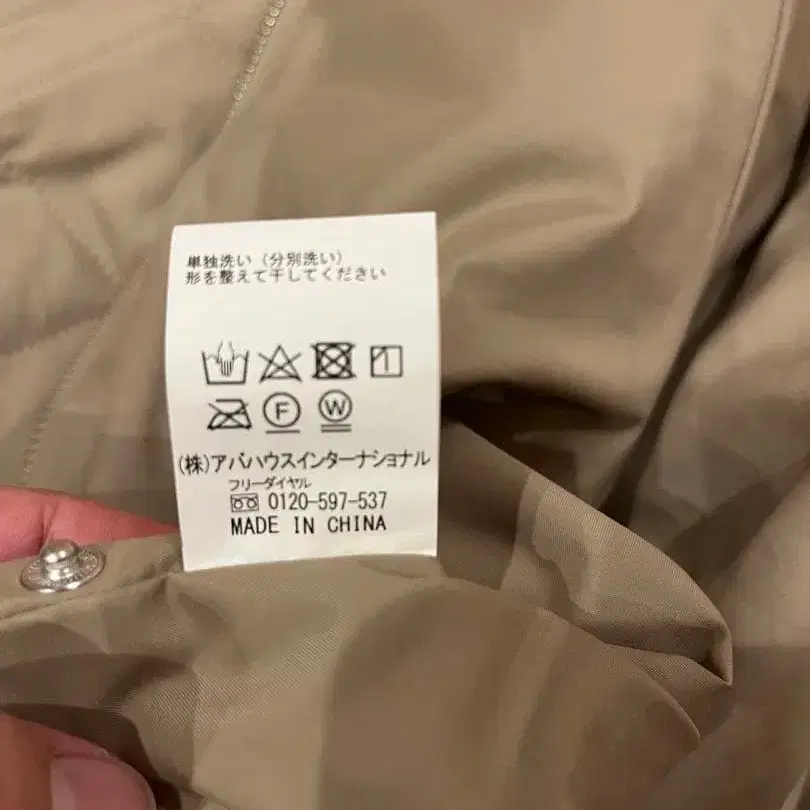 単独洗い（分別洗い）
形を整えて干してください
F W
(株)アバハウスインターナショナル
フリーダイヤル
0120-597-537
MADE IN CHINA